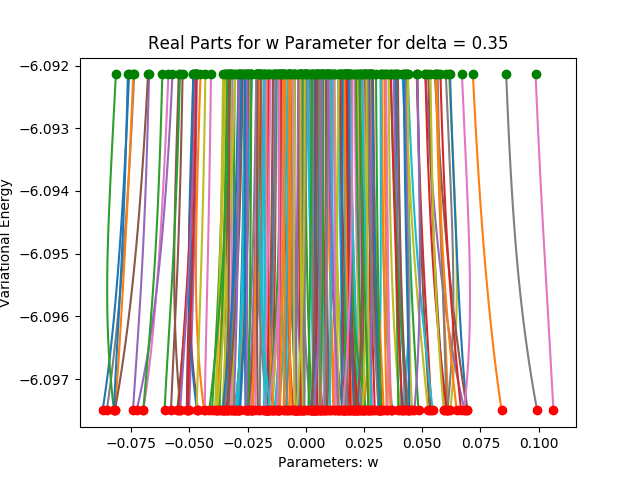 Real Parts for w Parameter for delta = 0.35
−6.092
−6.093
−6.094
−6.095
−6.096
−6.097
Variational Energy
−0.075 −0.050 −0.025 0.000 0.025 0.050 0.075 0.100
Parameters: w